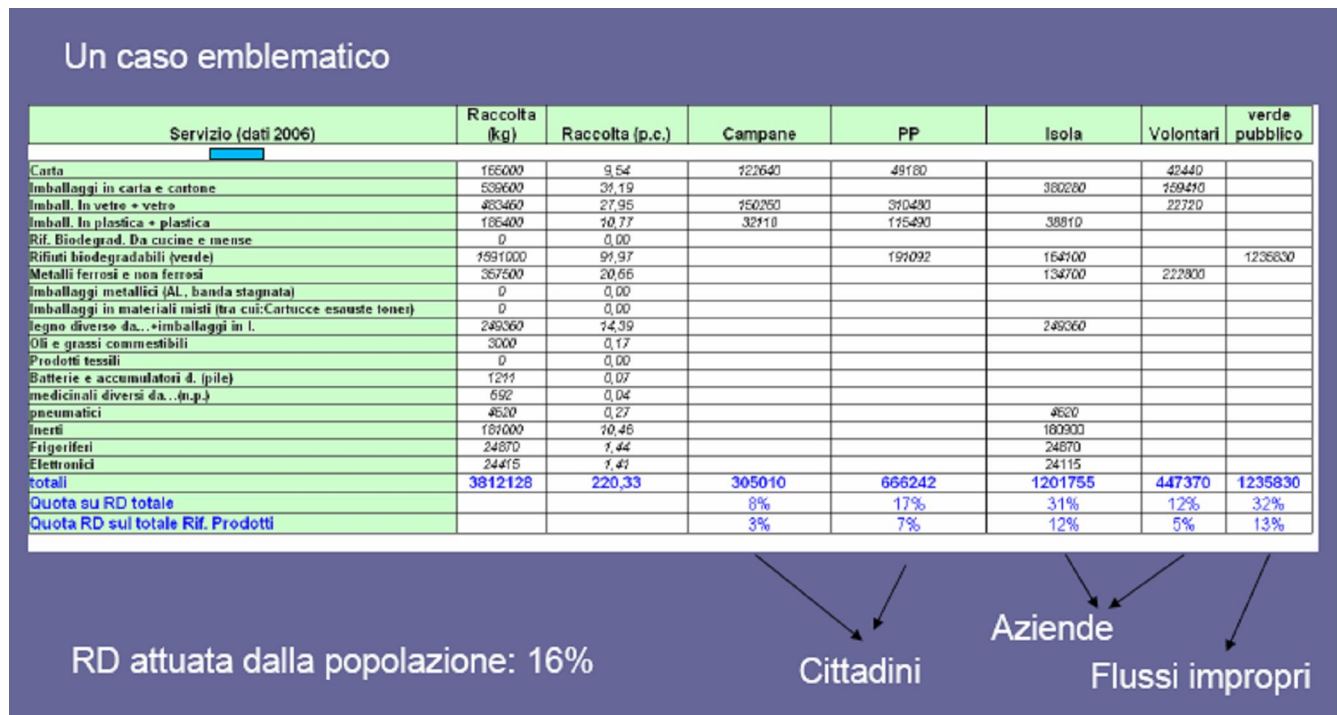 Un caso emblematico
Servizio (dati 2006) Raccolta (kg) Raccolta (p.c.) Campane PP Isola Volontari verde pubblico
Carta 165000 9,54 122640 49180 42440
Imballaggi in carta e cartone 539600 31,19 380280 159410
Imball. In vetro + vetro 483460 27,95 150260 310480 22720
Imball. In plastica + plastica 186400 10,77 32110 115490 38810
Rif. Biodegrad. Da cucine e mense 0 0,00
Rifiuti biodegradabili (verde) 1591000 91,97 191092 164100 1235830
Metalli ferrosi e non ferrosi 357500 20,66 134700 222800
Imballaggi metallici (AL, banda stagnata) 0 0,00
Imballaggi in materiali misti (tra cui:Cartucce esauste toner) 0 0,00
legno diverso da...+imballaggi in l. 249360 14,39 249360
Oli e grassi commestibili 3000 0,17
Prodotti tessili 0 0,00
Batterie e accumulatori d. (pile) 1211 0,07
medicinali diversi da...(n.p.) 692 0,04
pneumatici 4620 0,27 4620
Inerti 181000 10,46 180900
Frigoriferi 24870 1,44 24870
Elettronici 24415 1,41 24115
totali 3812128 220,33 305010 666242 1201755 447370 1235830
Quota su RD totale 8% 17% 31% 12% 32%
Quota RD sul totale Rif. Prodotti 3% 7% 12% 5% 13%
RD attuata dalla popolazione: 16%
Cittadini
Aziende
Flussi impropri